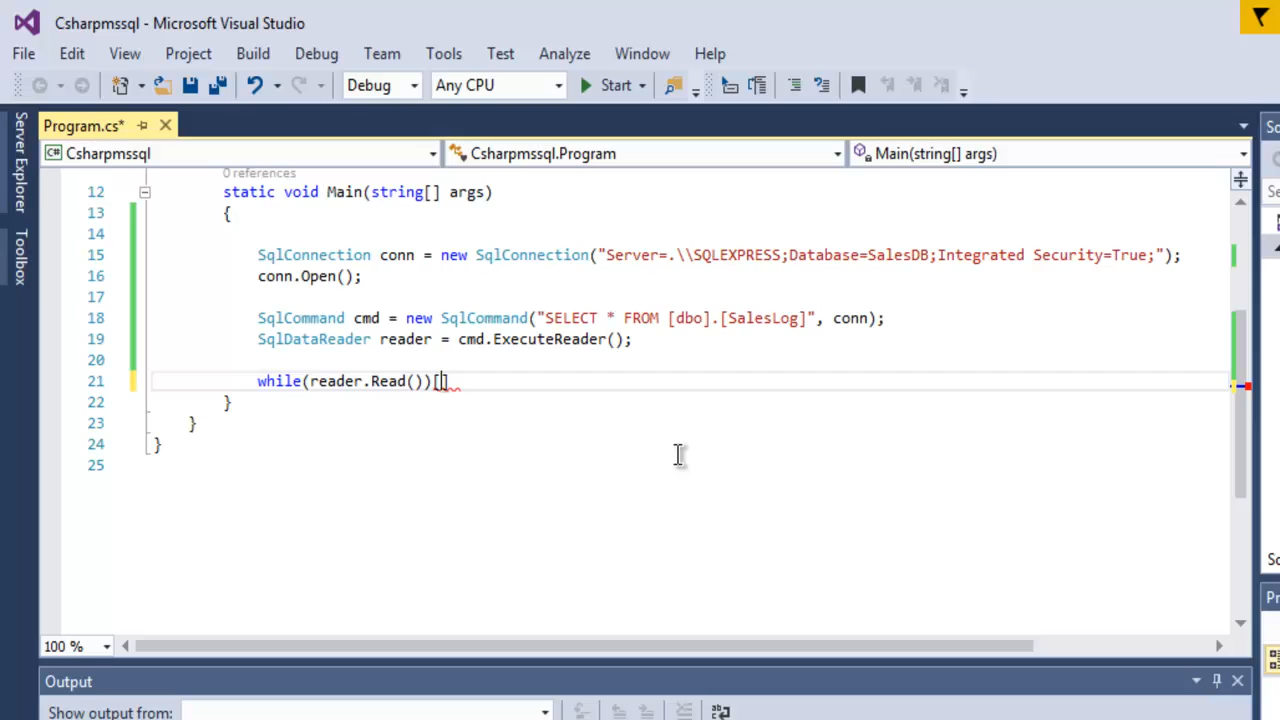 Csharpmssql - Microsoft Visual Studio
File Edit View Project Build Debug Team Tools Test Analyze Window Help
Debug Any CPU Start
Program.cs*
Csharpmssql Csharpmssql.Program Main(string[] args)
Server Explorer
Toolbox
0 references
12 static void Main(string[] args)
13 {
14
15 SqlConnection conn = new SqlConnection("Server=.\\SQLEXPRESS;Database=SalesDB;Integrated Security=True;");
16 conn.Open();
17
18 SqlCommand cmd = new SqlCommand("SELECT * FROM [dbo].[SalesLog]", conn);
19 SqlDataReader reader = cmd.ExecuteReader();
20
21 while(reader.Read())[]
22 }
23 }
24 }
25
100 %
Output
Show output from: